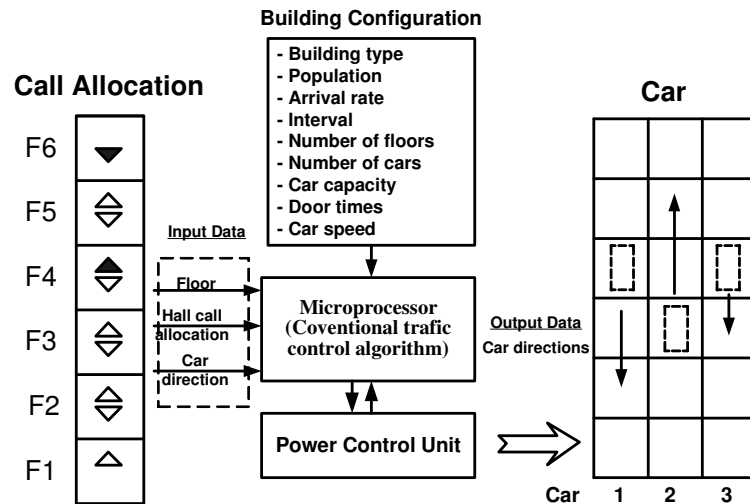 Building Configuration
- Building type
- Population
- Arrival rate
- Interval
- Number of floors
- Number of cars
- Car capacity
- Door times
- Car speed
Call Allocation
F6
F5
F4
F3
F2
F1
Input Data
Floor
Hall call
allocation
Car
direction
Microprocessor
(Coventional trafic
control algorithm)
Power Control Unit
Output Data
Car directions
Car
Car 1 2 3